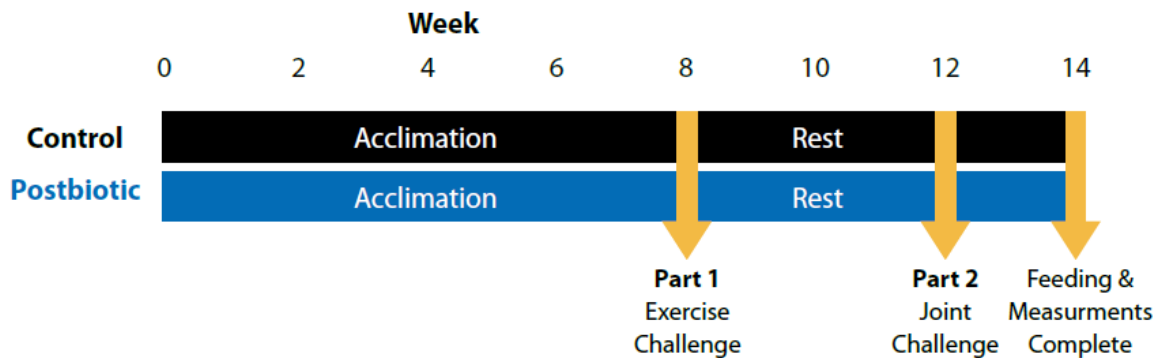 Week
0 2 4 6 8 10 12 14
Control Acclimation Rest
Postbiotic Acclimation Rest
Part 1
Exercise
Challenge
Part 2
Joint
Challenge
Feeding &
Measurments
Complete